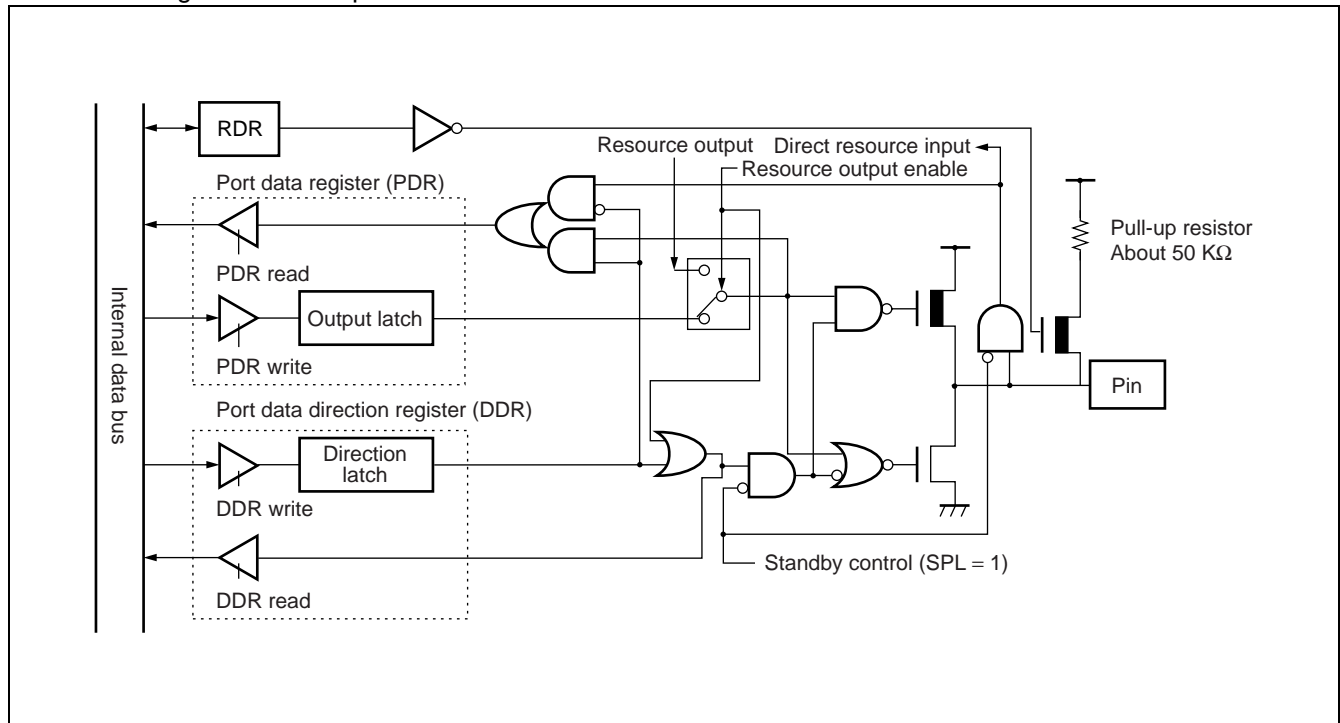 RDR
Resource output
Direct resource input
Resource output enable
Port data register (PDR)
Pull-up resistor
About 50 KΩ
PDR read
Internal data bus
Output latch
PDR write
Pin
Port data direction register (DDR)
Direction
latch
DDR write
Standby control (SPL = 1)
DDR read